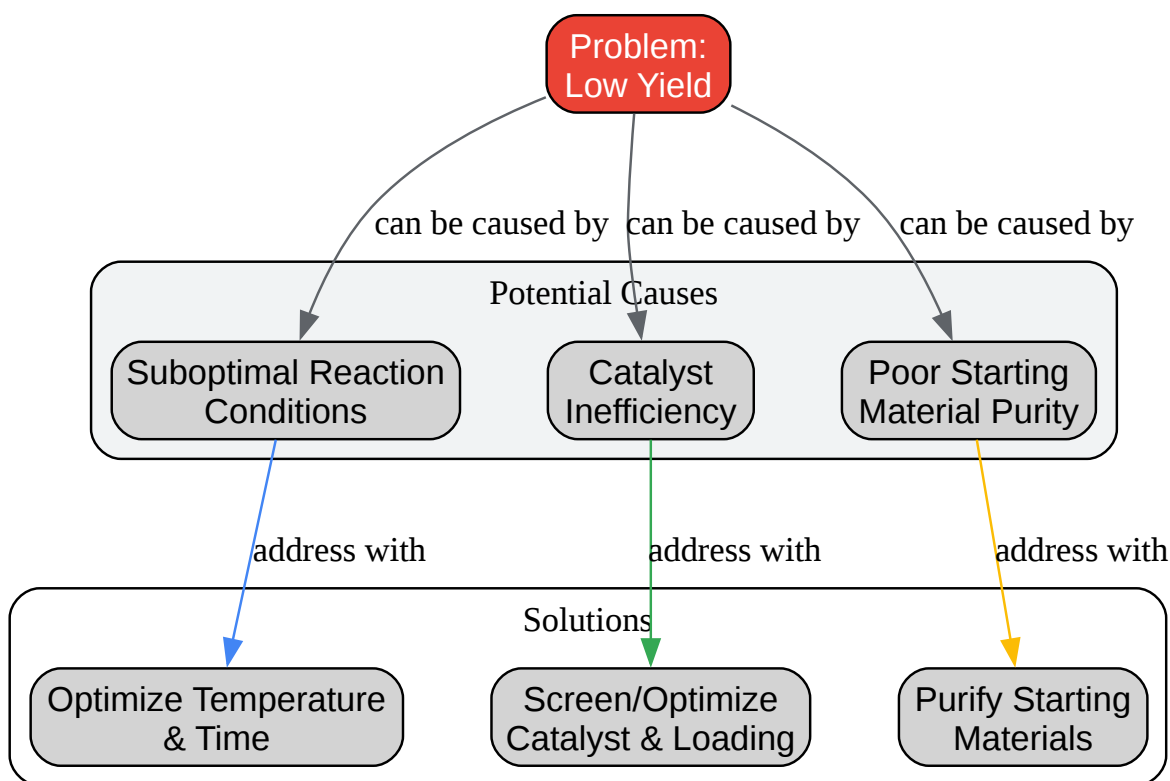 Problem:
Low Yield
can be caused by can be caused by can be caused by
Potential Causes
Suboptimal Reaction
Conditions
Catalyst
Inefficiency
Poor Starting
Material Purity
address with address with address with
Solutions
Optimize Temperature
& Time
Screen/Optimize
Catalyst & Loading
Purify Starting
Materials